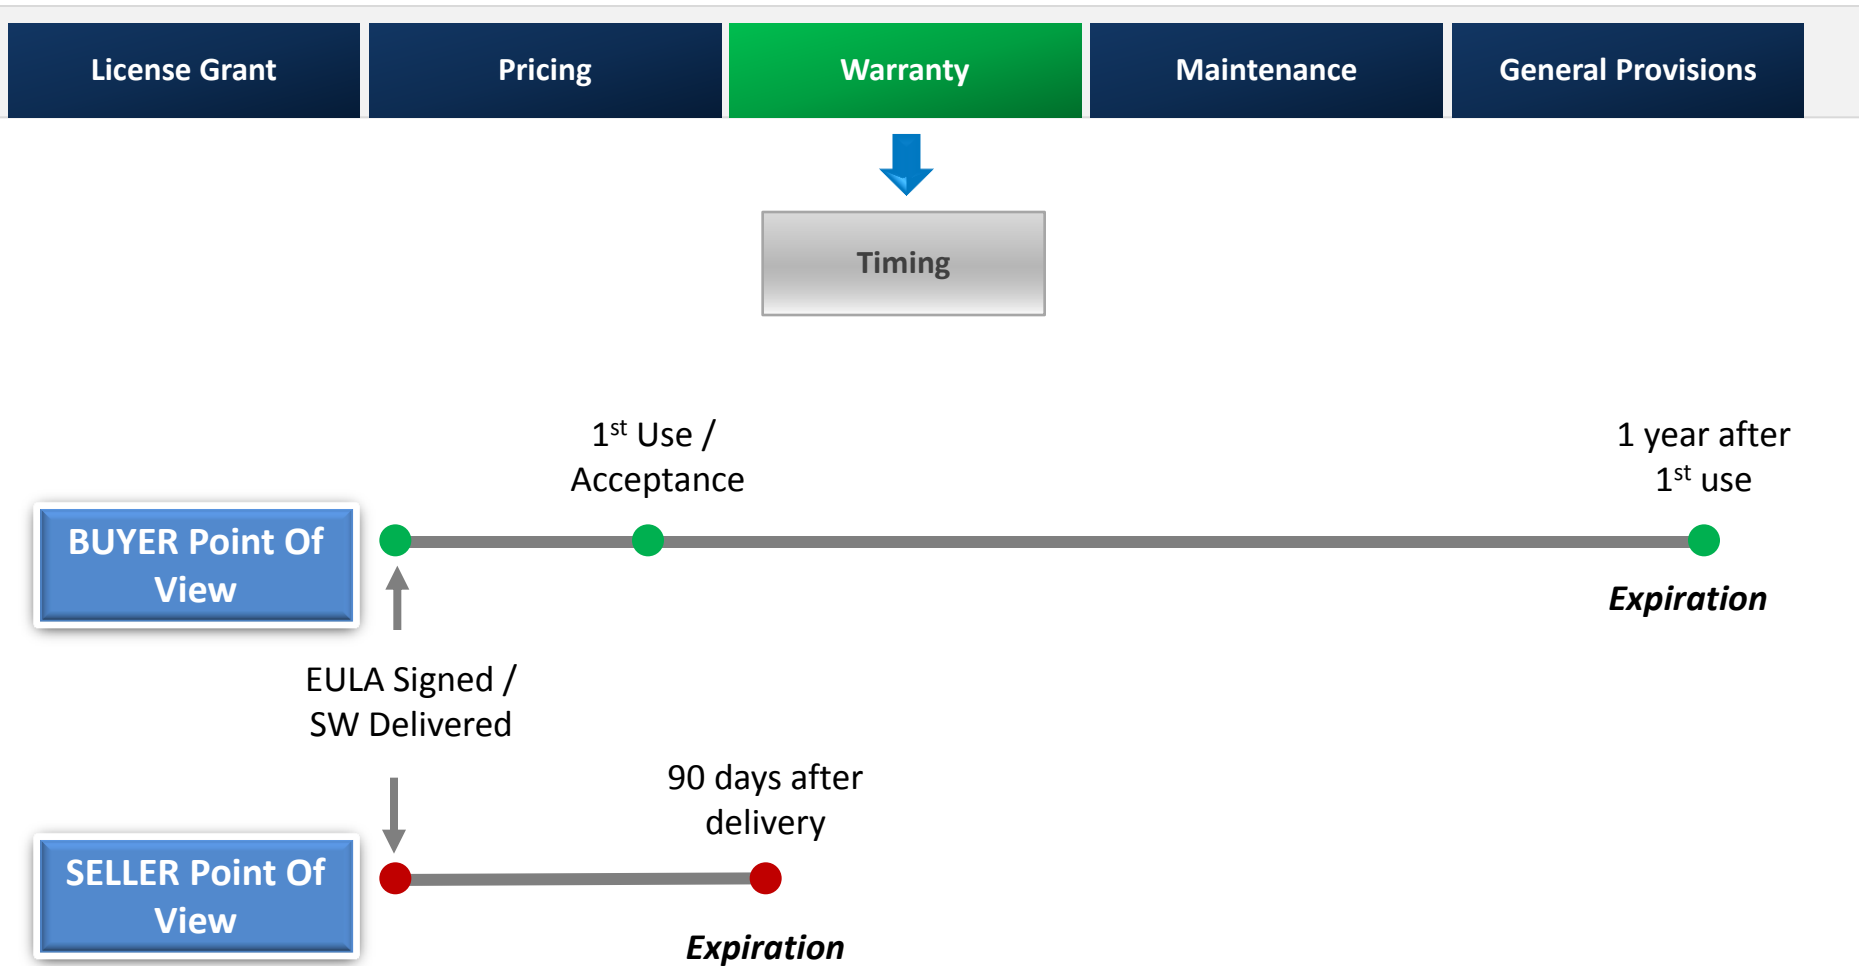 License Grant
Pricing
Warranty
Maintenance
General Provisions
Timing
1st Use /
Acceptance
1 year after
1st use
BUYER Point Of
View
Expiration
EULA Signed /
SW Delivered
90 days after
delivery
SELLER Point Of
View
Expiration